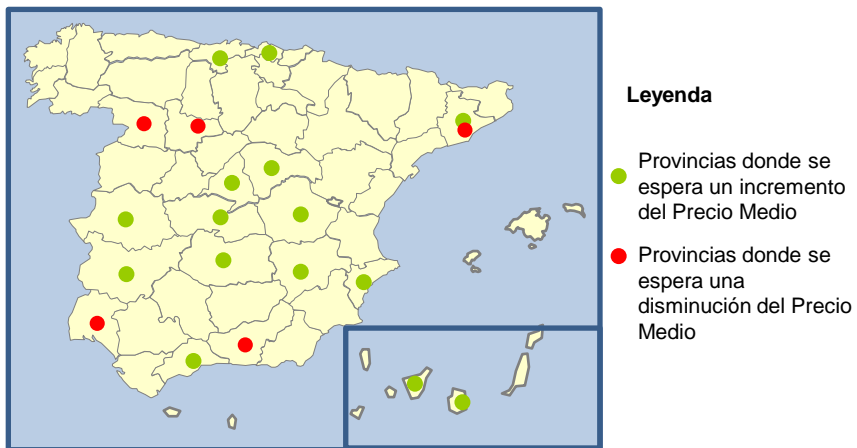 Leyenda
Provincias donde se
espera un incremento
del Precio Medio
Provincias donde se
espera una
disminución del Precio
Medio